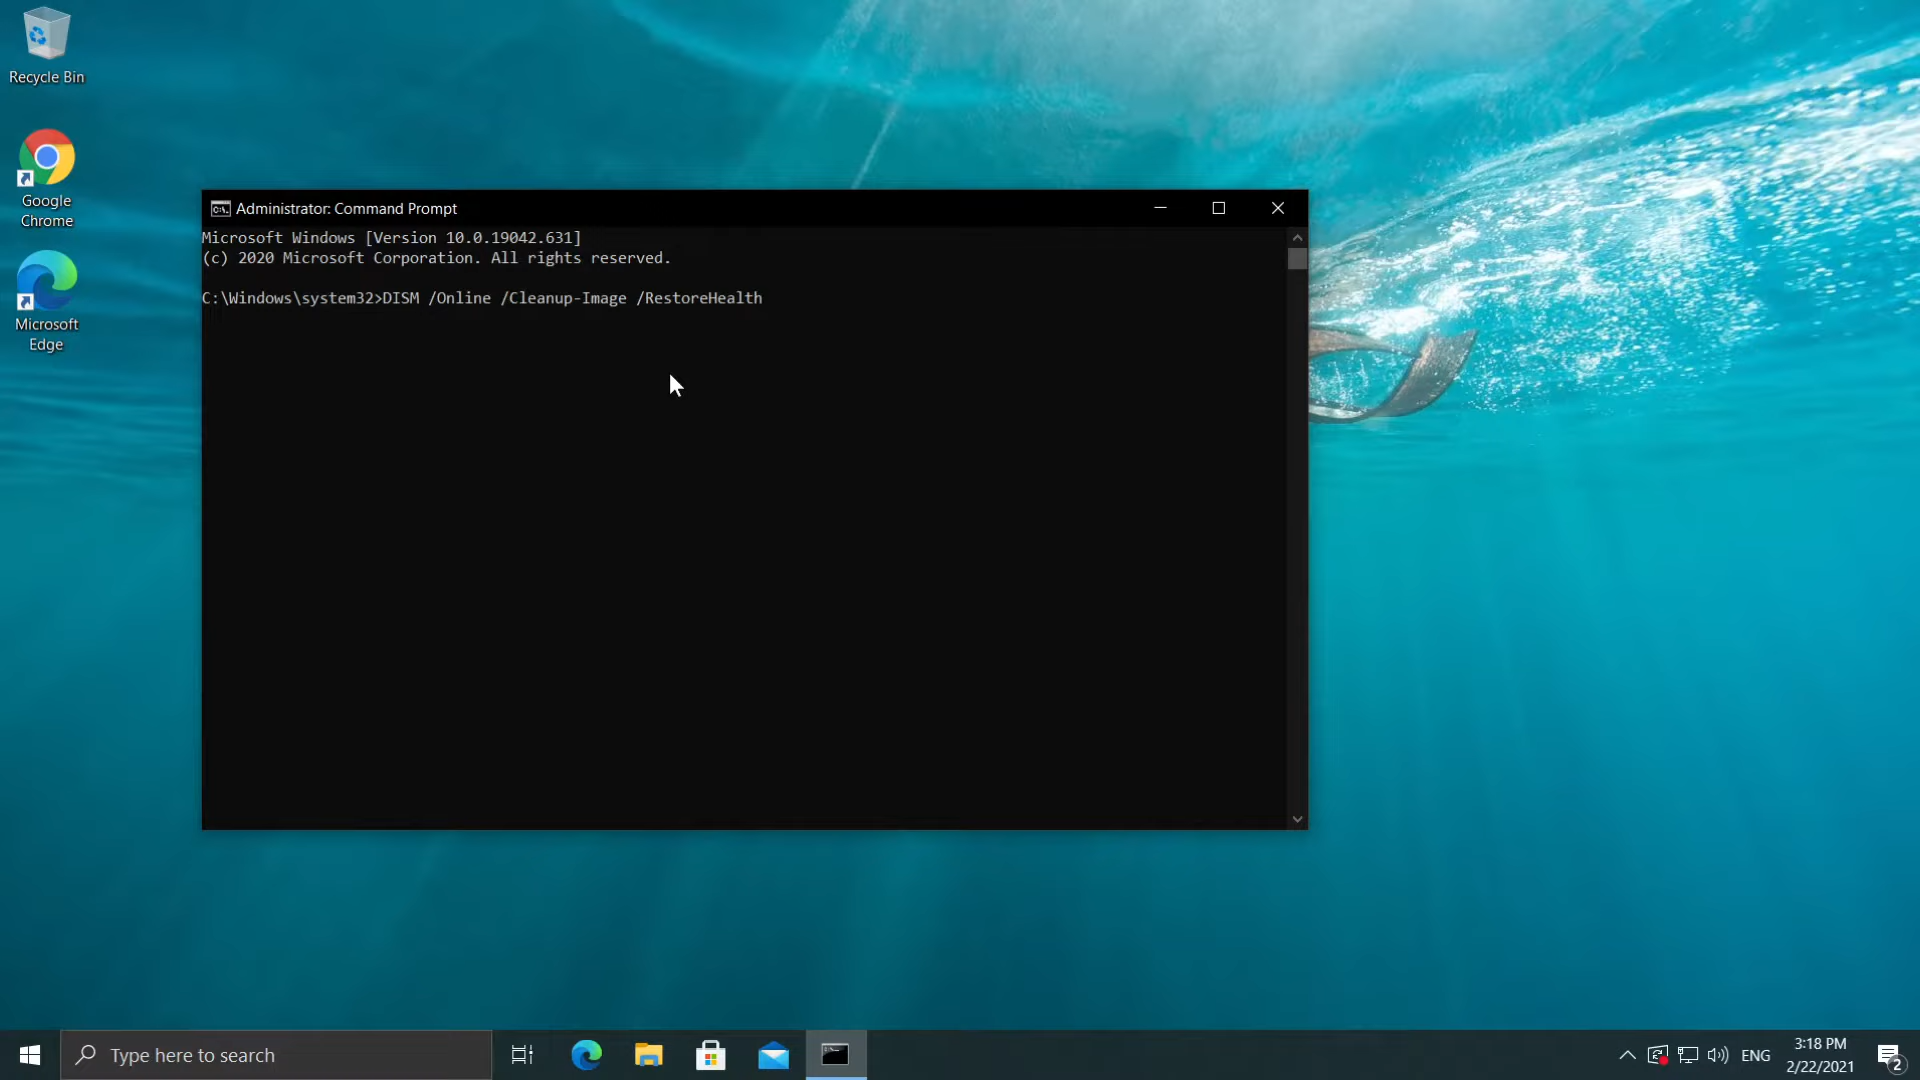 Recycle Bin
Google
Chrome
Microsoft
Edge
Administrator: Command Prompt
Microsoft Windows [Version 10.0.19042.631]
(c) 2020 Microsoft Corporation. All rights reserved.
C:\Windows\system32>DISM /Online /Cleanup-Image /RestoreHealth
Type here to search
ENG
3:18 PM
2/22/2021
2